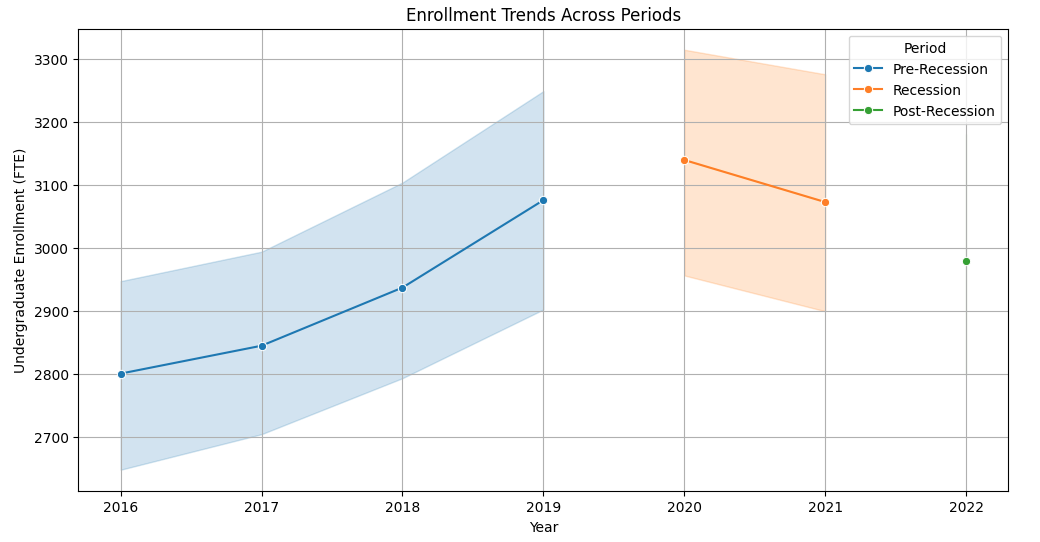 Enrollment Trends Across Periods
Period
Pre-Recession
Recession
Post-Recession
Undergraduate Enrollment (FTE)
3300
3200
3100
3000
2900
2800
2700
2016 2017 2018 2019 2020 2021 2022
Year